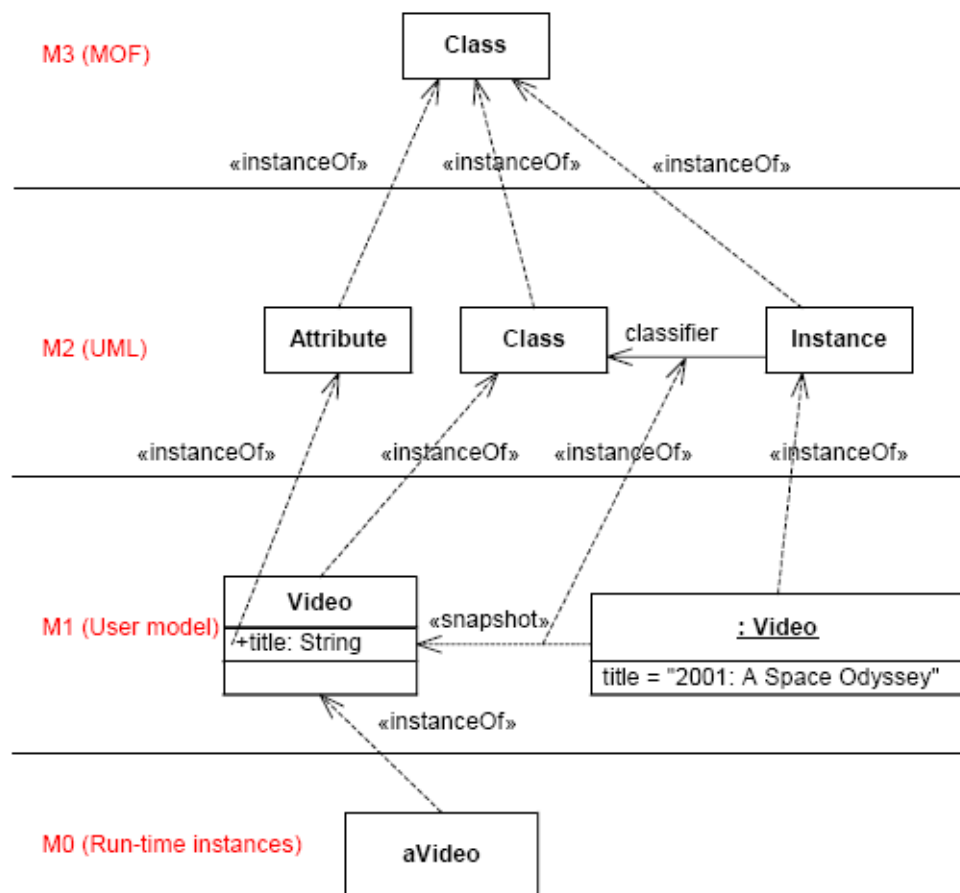 Class
M3 (MOF)
«instanceOf» «instanceOf» «instanceOf»
Attribute Class classifier Instance
M2 (UML)
«instanceOf» «instanceOf» «instanceOf» «instanceOf»
Video
M1 (User model) +title: String «snapshot» : Video
title = "2001: A Space Odyssey"
«instanceOf»
M0 (Run-time instances) aVideo